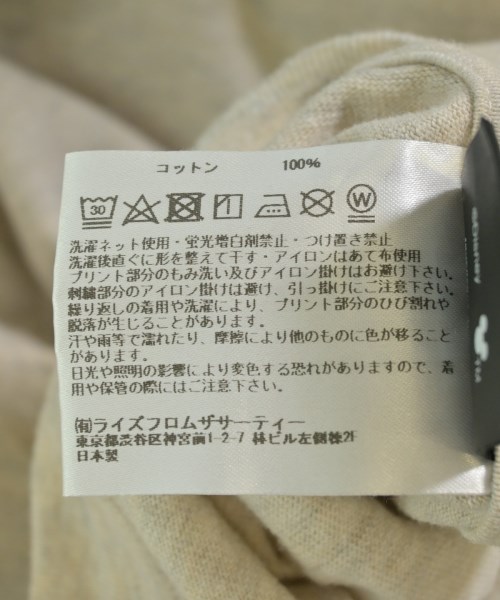 コットン 100%
30 W
洗濯ネット使用・蛍光増白剤禁止・つけ置き禁止
洗濯後直ぐに形を整えて干す・アイロンはあて布使用
プリント部分のもみ洗い及びアイロン掛けはお避け下さい。
刺繍部分のアイロン掛けは避け、引っ掛けにご注意下さい。
繰り返しの着用や洗濯により、プリント部分のひび割れや
脱落が生じることがあります。
汗や雨等で濡れたり、摩擦により他のものに色が移ること
があります。
日光や照明の影響により変色する恐れがありますので、着
用や保管の際にはご注意下さい。
㈲ライズフロムザサーティー
東京都渋谷区神宮前1-2-7 林ビル左側棟2F
日本製